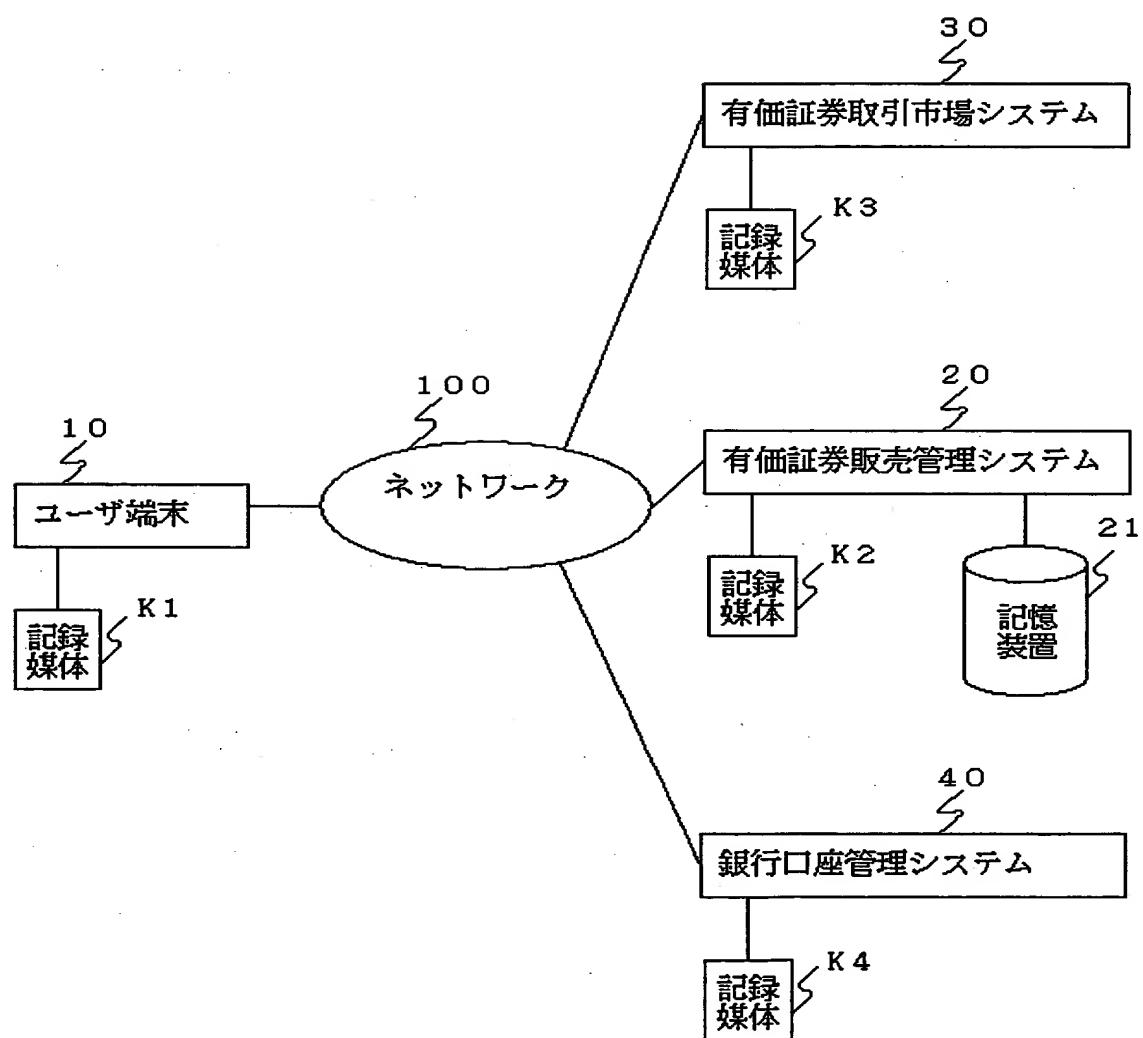 ３０
有価証券取引市場システム
Ｋ３
記録
媒体
１００
ネットワーク
１０
ユーザ端末
Ｋ１
記録
媒体
２０
有価証券販売管理システム
Ｋ２
記録
媒体
２１
記憶
装置
４０
銀行口座管理システム
Ｋ４
記録
媒体